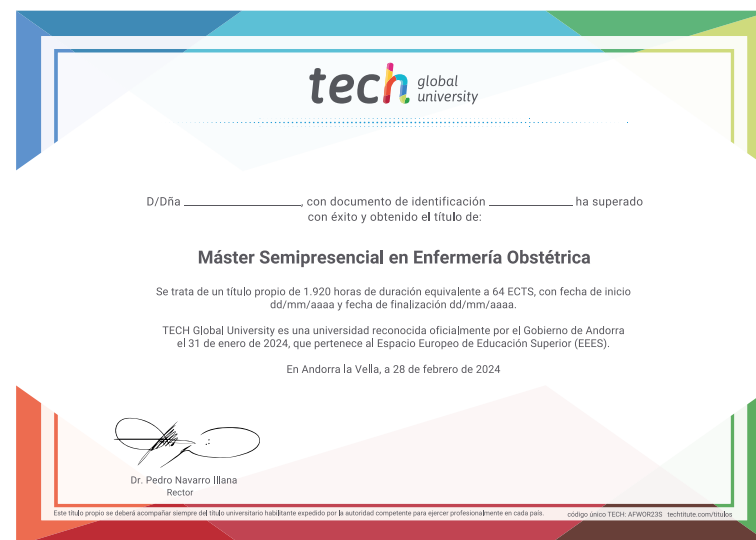 tech global university
D/Dña ____________, con documento de identificación ____________ ha superado
con éxito y obtenido el título de:
Máster Semipresencial en Enfermería Obstétrica
Se trata de un título propio de 1.920 horas de duración equivalente a 64 ECTS, con fecha de inicio
dd/mm/aaaa y fecha de finalización dd/mm/aaaa.
TECH Global University es una universidad reconocida oficialmente por el Gobierno de Andorra
el 31 de enero de 2024, que pertenece al Espacio Europeo de Educación Superior (EEES).
En Andorra la Vella, a 28 de febrero de 2024
Dr. Pedro Navarro Illana
Rector
Este título propio se deberá acompañar siempre del título universitario habilitante expedido por la autoridad competente para ejercer profesionalmente en cada país. código único TECH: AFWOR23S techtitute.com/titulos